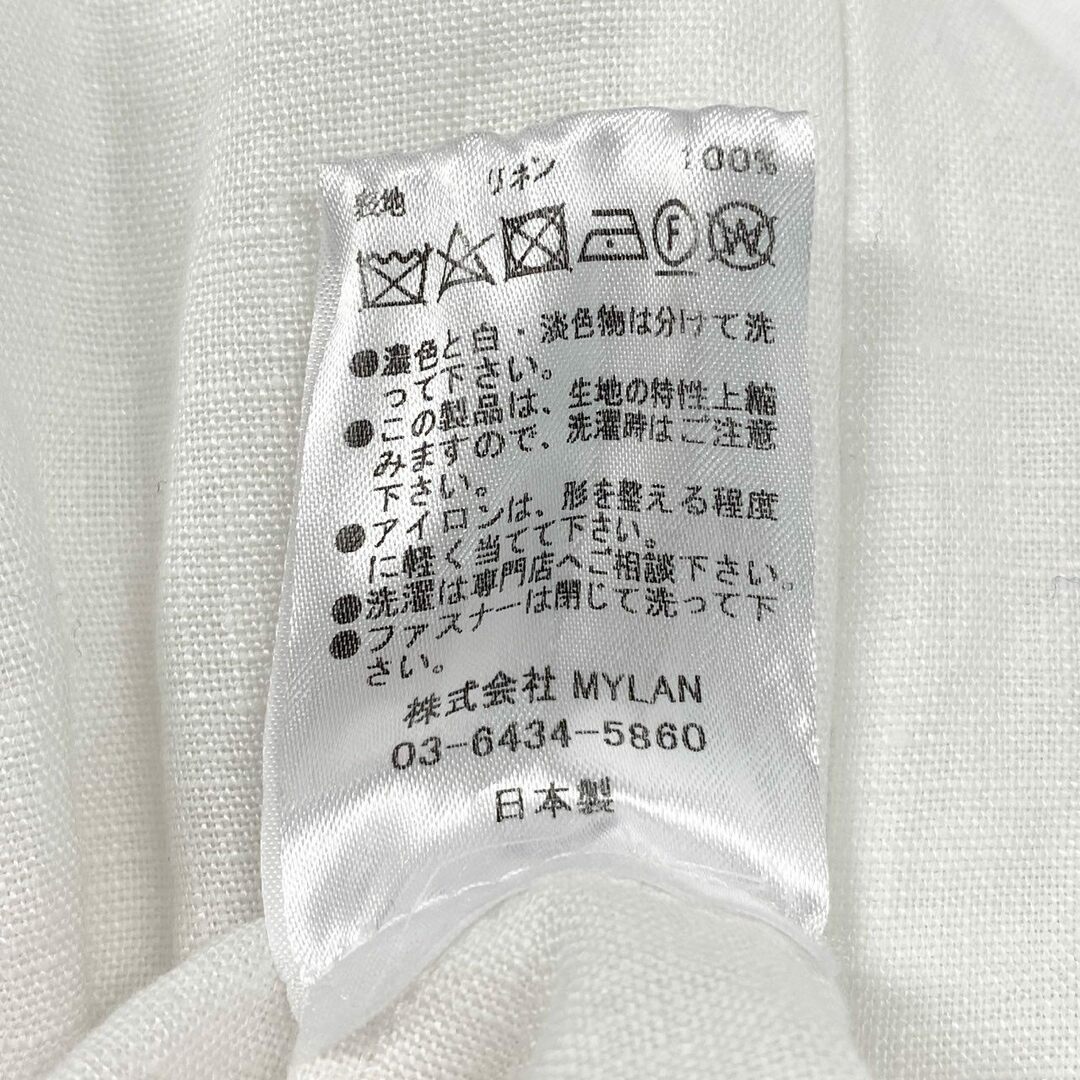 表地 リネン 100%
F W
●濃色と白・淡色物は分けて洗
って下さい。
●この製品は、生地の特性上縮
みますので、洗濯時はご注意
下さい。
●アイロンは、形を整える程度
に軽く当てて下さい。
●洗濯は専門店へご相談下さい。
●ファスナーは閉じて洗って下
さい。
株式会社 MYLAN
03-6434-5860
日本製